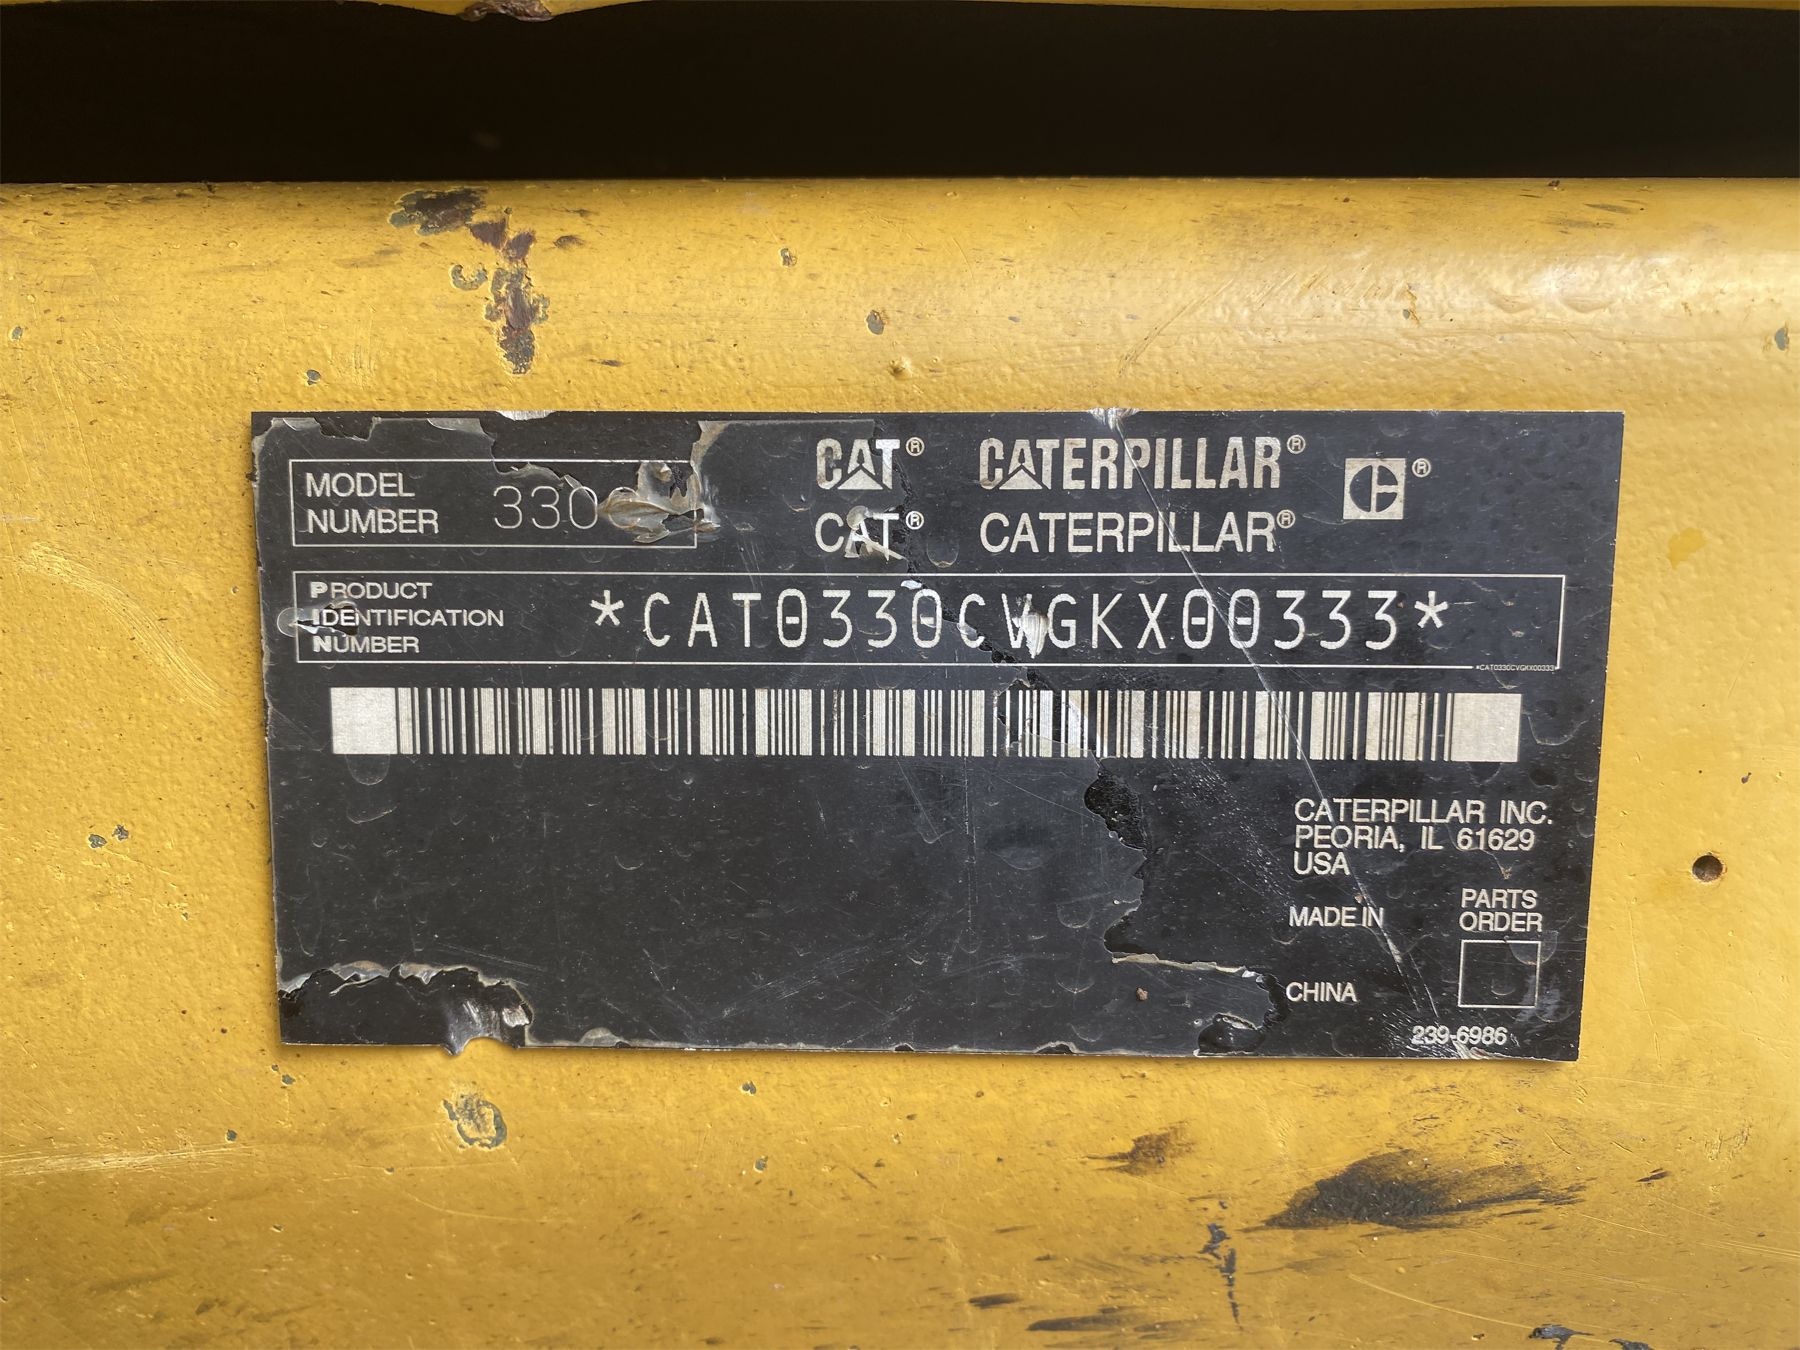 MODEL
NUMBER 330
CAT® CATERPILLAR® ®
CAT® CATERPILLAR®
PRODUCT
IDENTIFICATION
NUMBER
*CAT0330CVGKX00333*
*CAT0330CVGKX00333*
CATERPILLAR INC.
PEORIA, IL 61629
USA
MADE IN
CHINA
PARTS
ORDER
239-6986